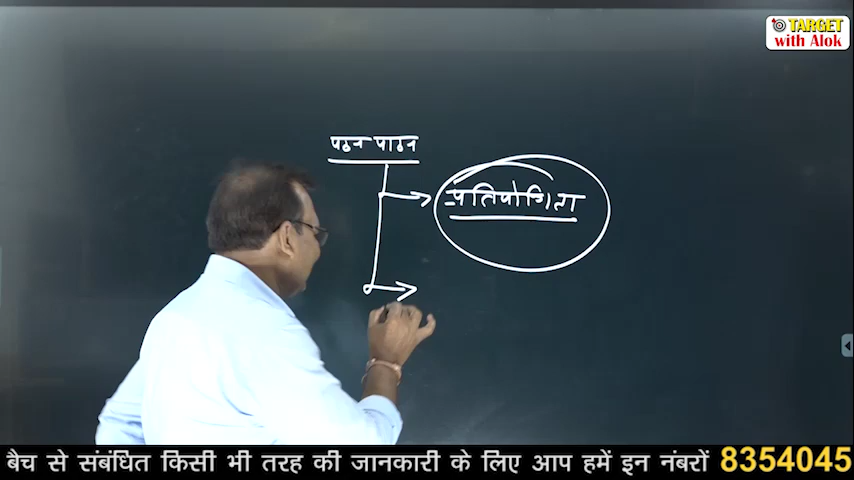 TARGET
with Alok
पठन पाठन
प्रतियोगिता
बैच से संबंधित किसी भी तरह की जानकारी के लिए आप हमें इन नंबरों 8354045